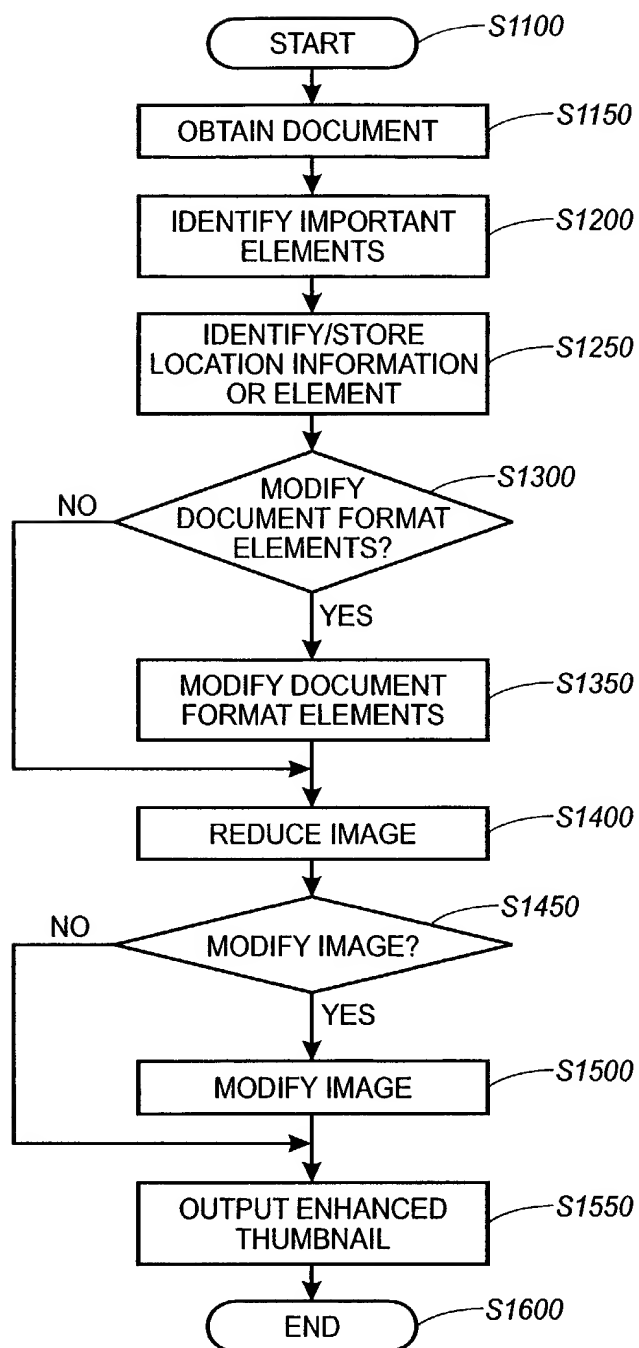 START
S1100
OBTAIN DOCUMENT
S1150
IDENTIFY IMPORTANT
ELEMENTS
S1200
IDENTIFY/STORE
LOCATION INFORMATION
OR ELEMENT
S1250
MODIFY
DOCUMENT FORMAT
ELEMENTS?
S1300
NO
YES
MODIFY DOCUMENT
FORMAT ELEMENTS
S1350
REDUCE IMAGE
S1400
MODIFY IMAGE?
S1450
NO
YES
MODIFY IMAGE
S1500
OUTPUT ENHANCED
THUMBNAIL
S1550
END
S1600